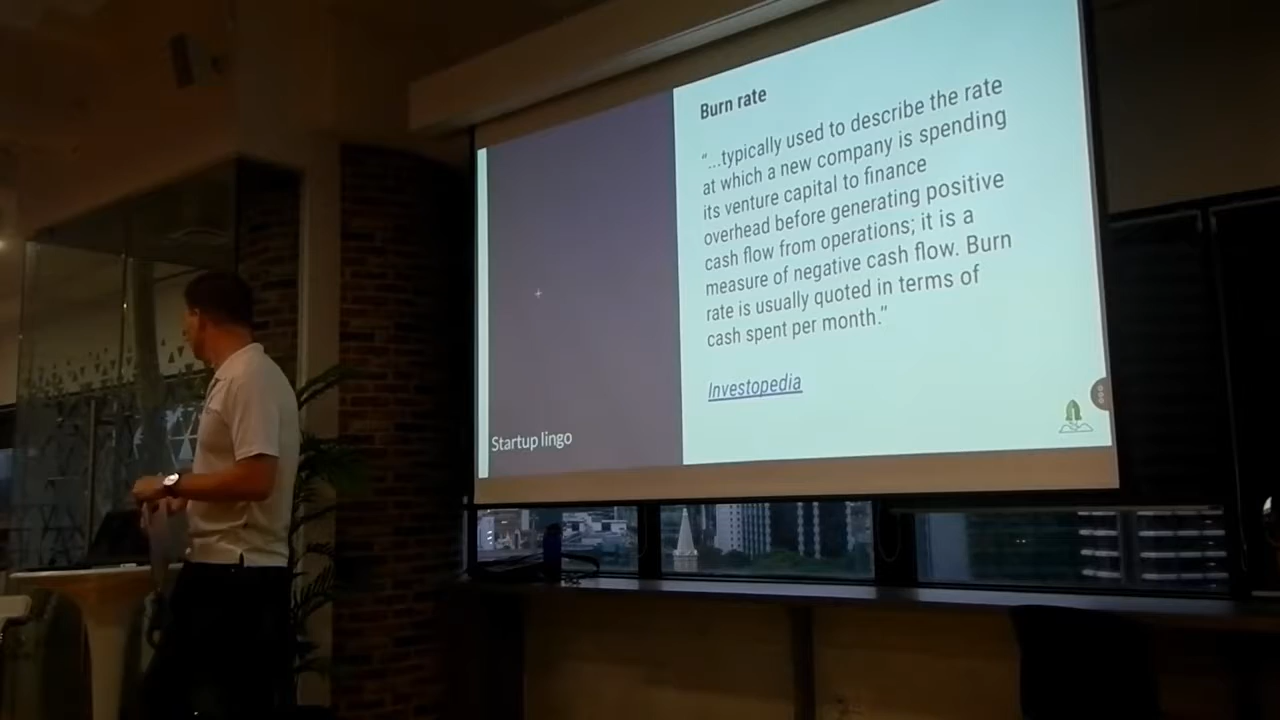 Burn rate
“...typically used to describe the rate
at which a new company is spending
its venture capital to finance
overhead before generating positive
cash flow from operations; it is a
measure of negative cash flow. Burn
rate is usually quoted in terms of
cash spent per month.”
Investopedia
Startup lingo